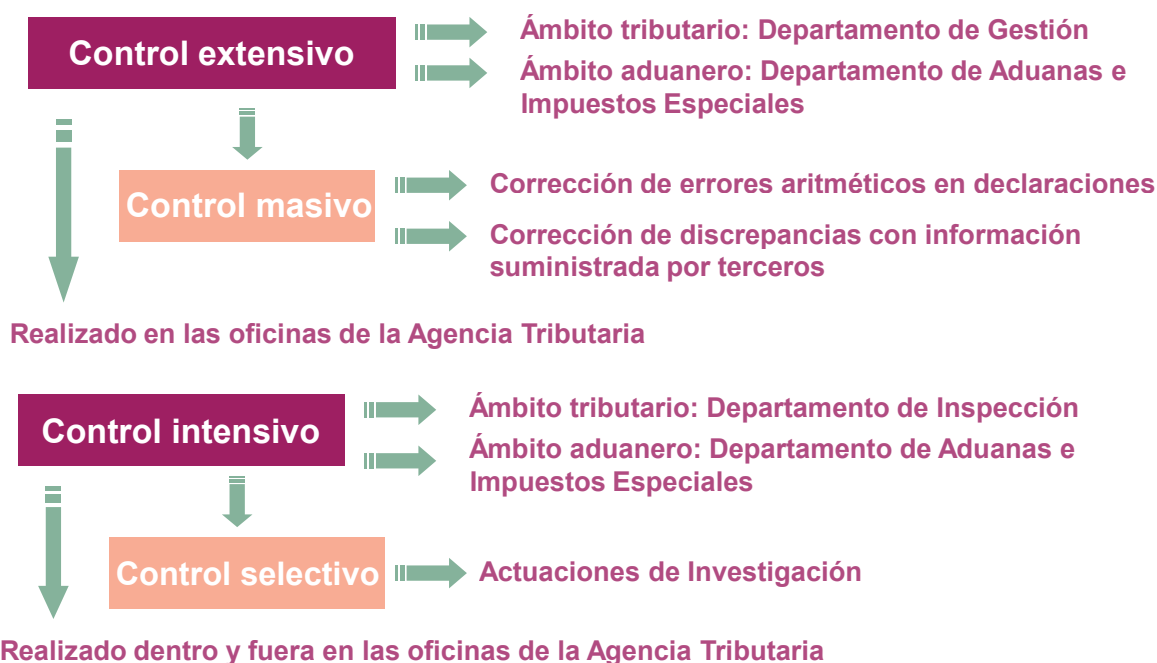 Control extensivo
Ámbito tributario: Departamento de Gestión
Ámbito aduanero: Departamento de Aduanas e
Impuestos Especiales
Control masivo
Corrección de errores aritméticos en declaraciones
Corrección de discrepancias con información
suministrada por terceros
Realizado en las oficinas de la Agencia Tributaria
Control intensivo
Ámbito tributario: Departamento de Inspección
Ámbito aduanero: Departamento de Aduanas e
Impuestos Especiales
Control selectivo
Actuaciones de Investigación
Realizado dentro y fuera en las oficinas de la Agencia Tributaria